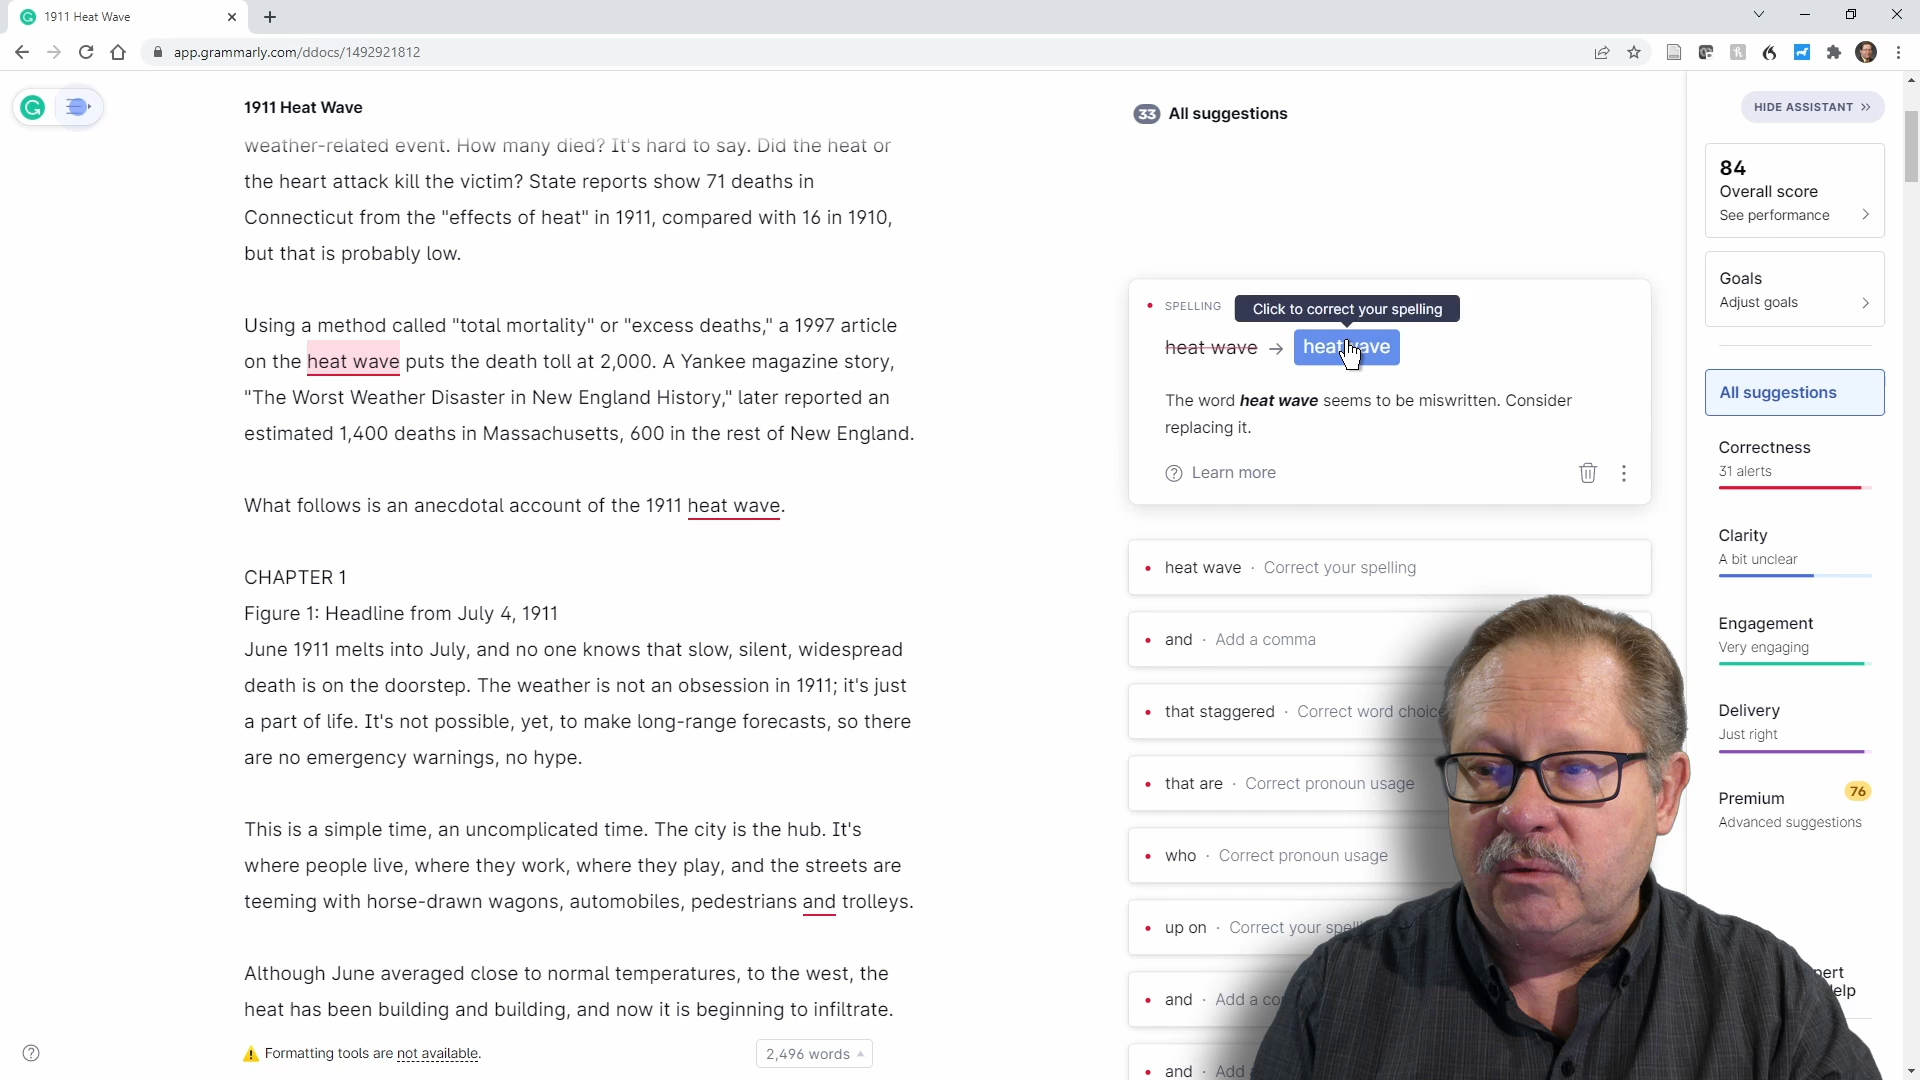 1911 Heat Wave
app.grammarly.com/ddocs/1492921812
1911 Heat Wave
weather-related event. How many died? It's hard to say. Did the heat or
the heart attack kill the victim? State reports show 71 deaths in
Connecticut from the "effects of heat" in 1911, compared with 16 in 1910,
but that is probably low.
Using a method called "total mortality" or "excess deaths," a 1997 article
on the heat wave puts the death toll at 2,000. A Yankee magazine story,
"The Worst Weather Disaster in New England History," later reported an
estimated 1,400 deaths in Massachusetts, 600 in the rest of New England.
What follows is an anecdotal account of the 1911 heat wave.
CHAPTER 1
Figure 1: Headline from July 4, 1911
June 1911 melts into July, and no one knows that slow, silent, widespread
death is on the doorstep. The weather is not an obsession in 1911; it's just
a part of life. It's not possible, yet, to make long-range forecasts, so there
are no emergency warnings, no hype.
This is a simple time, an uncomplicated time. The city is the hub. It's
where people live, where they work, where they play, and the streets are
teeming with horse-drawn wagons, automobiles, pedestrians and trolleys.
Although June averaged close to normal temperatures, to the west, the
heat has been building and building, and now it is beginning to infiltrate.
Formatting tools are not available.
2,496 words
33 All suggestions
SPELLING
Click to correct your spelling
heat wave → 
The word heat wave seems to be miswritten. Consider
replacing it.
Learn more
heat wave · Correct your spelling
and · Add a comma
that staggered · Correct word choice
that are · Correct pronoun usage
who · Correct pronoun usage
up on · Correct your
and · Add a
and · Add
HIDE ASSISTANT
84
Overall score
See performance
Goals
Adjust goals
All suggestions
Correctness
31 alerts
Clarity
A bit unclear
Engagement
Very engaging
Delivery
Just right
Premium 76
Advanced suggestions